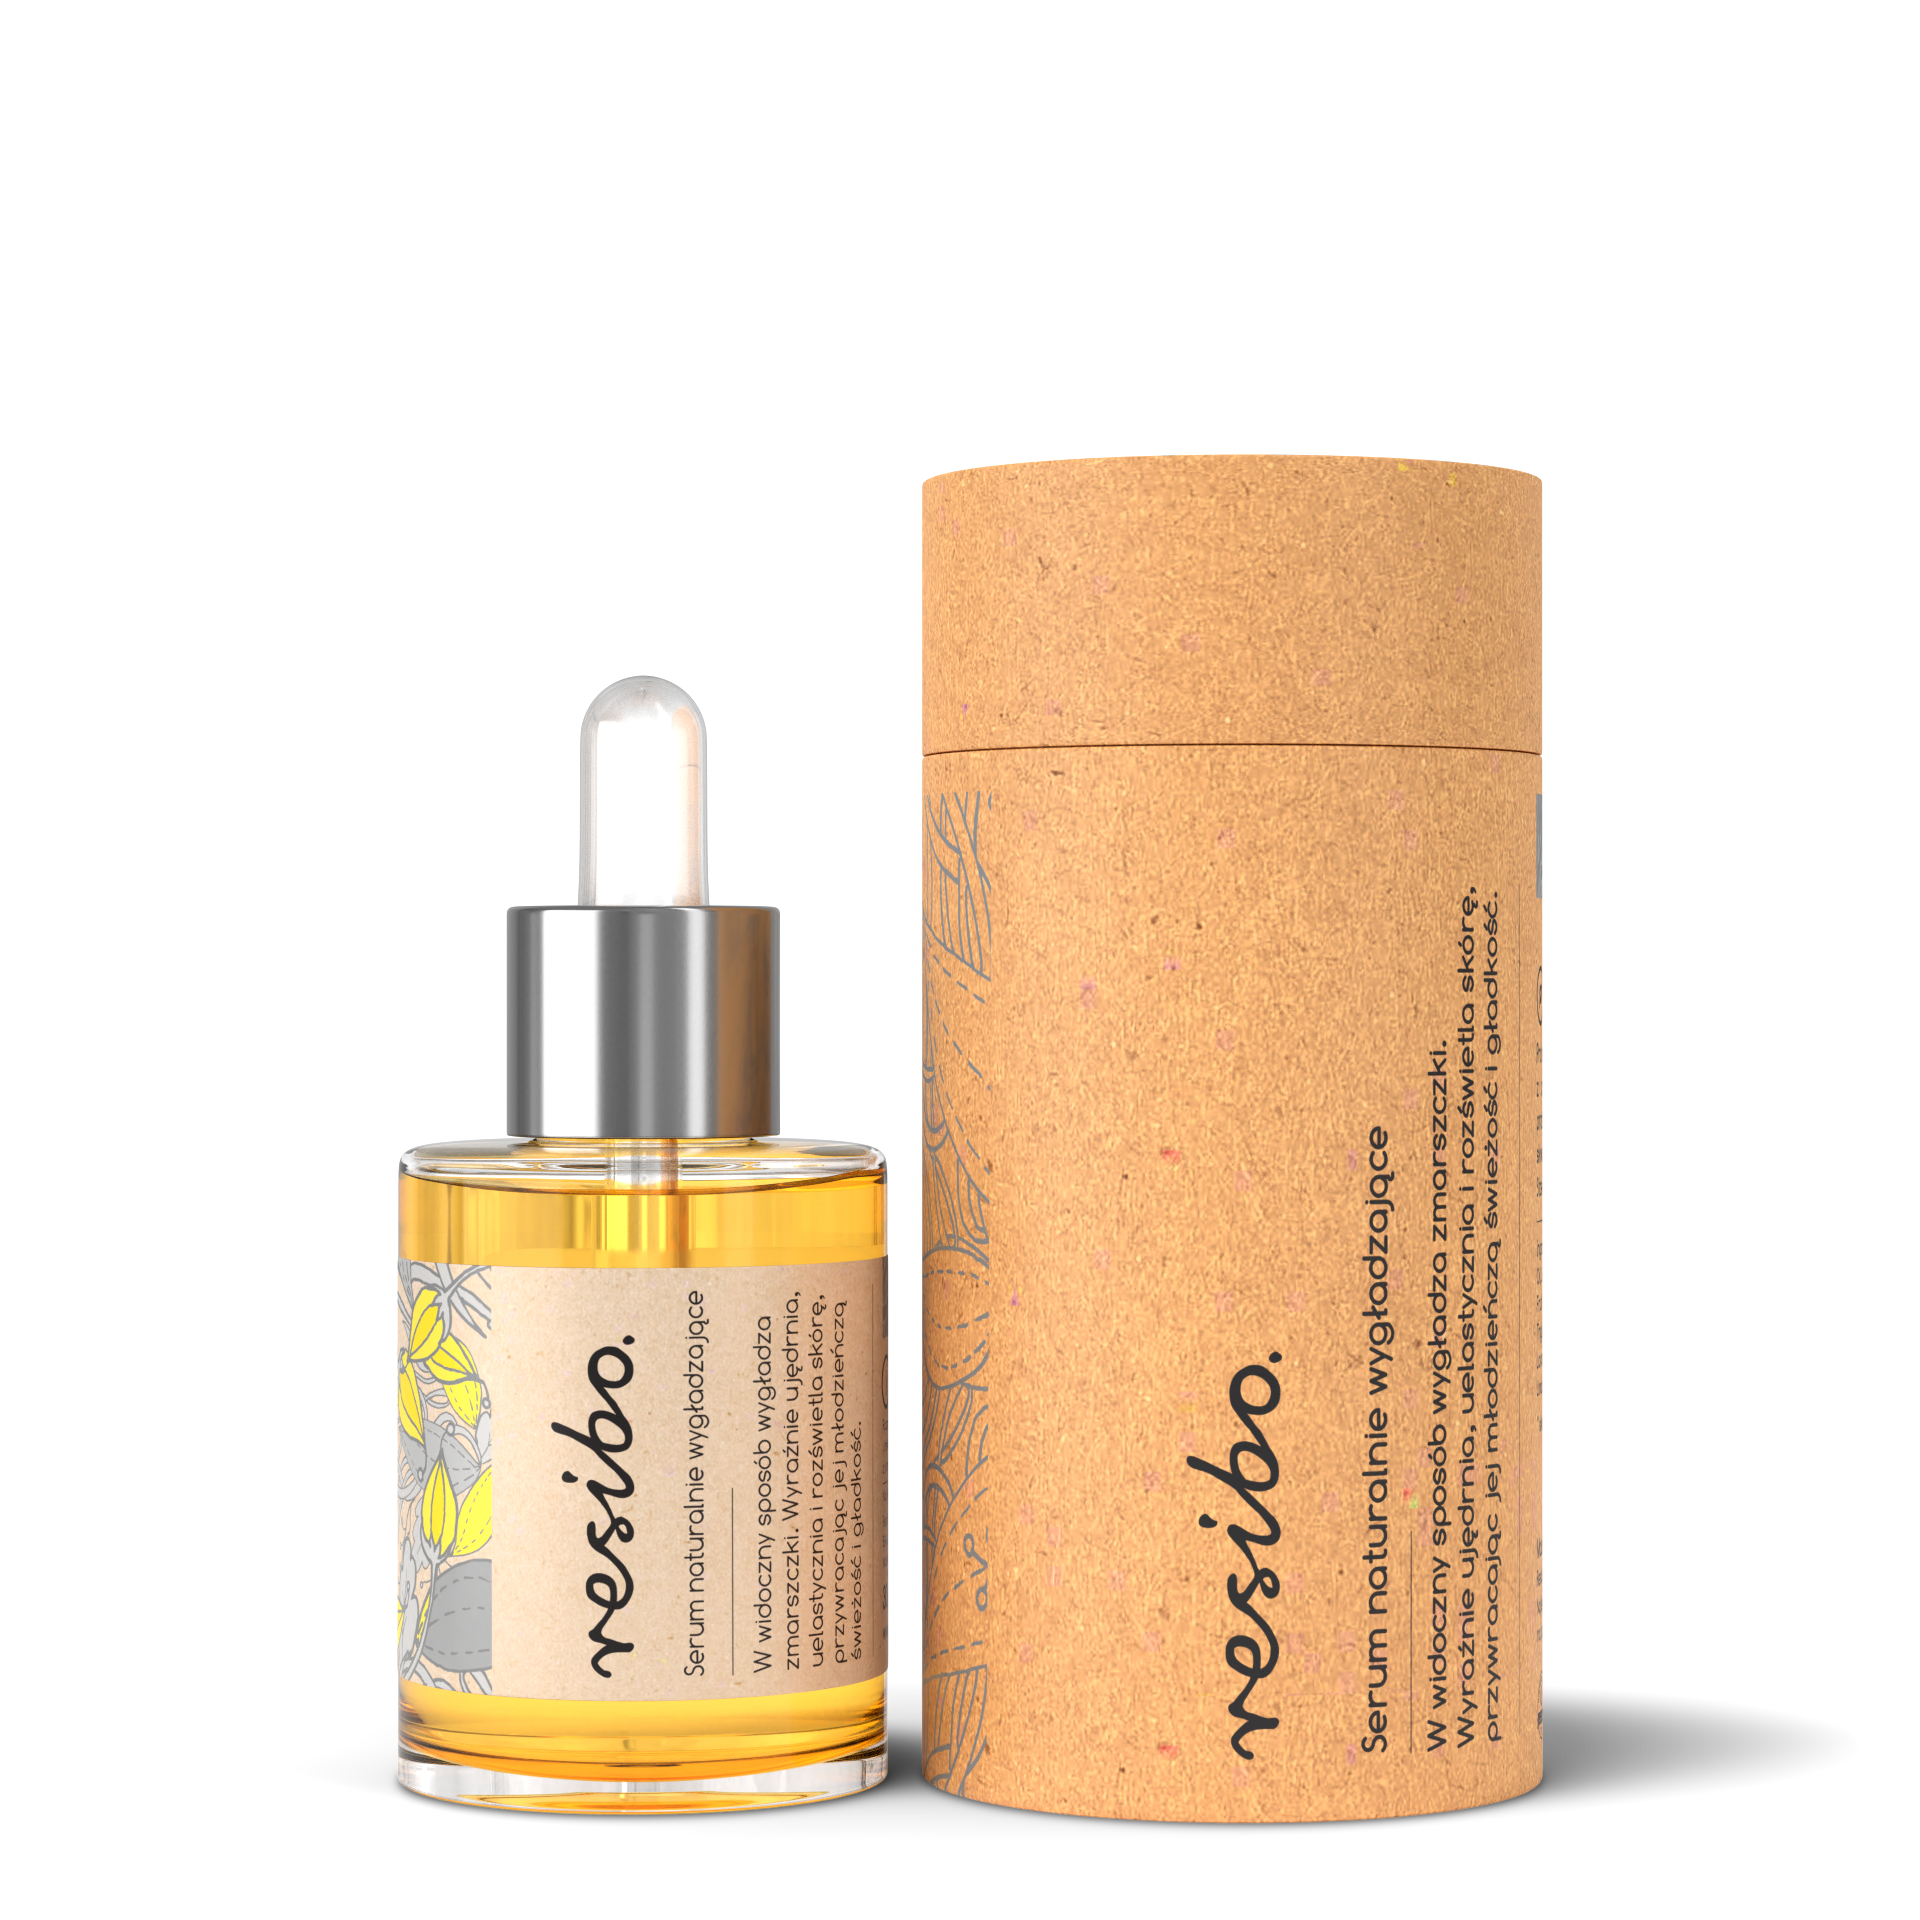 resibo.
Serum naturalnie wygładzające
W widoczny sposób wygładza
zmarszczki. Wyraźnie ujędrnia,
uelastycznia i rozświetla skórę,
przywracając jej młodzieńczą
świeżość i gładkość.
resibo.
Serum naturalnie wygładzające
W widoczny sposób wygładza zmarszczki.
Wyraźnie ujędrnia, uelastycznia i rozświetla skórę,
przywracając jej młodzieńczą świeżość i gładkość.